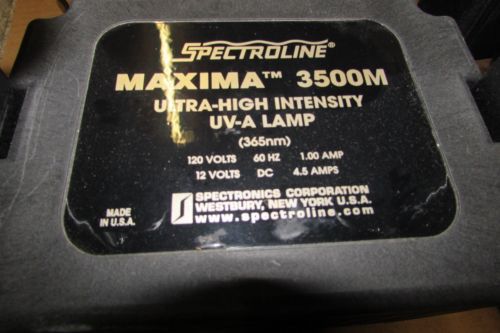 SPECTROLINE®
MAXIMA™ 3500M
ULTRA-HIGH INTENSITY
UV-A LAMP
(365nm)
120 VOLTS 60 HZ 1.00 AMP
12 VOLTS DC 4.5 AMPS
SPECTRONICS CORPORATION
WESTBURY, NEW YORK U.S.A.
www.spectroline.com
MADE
IN U.S.A.